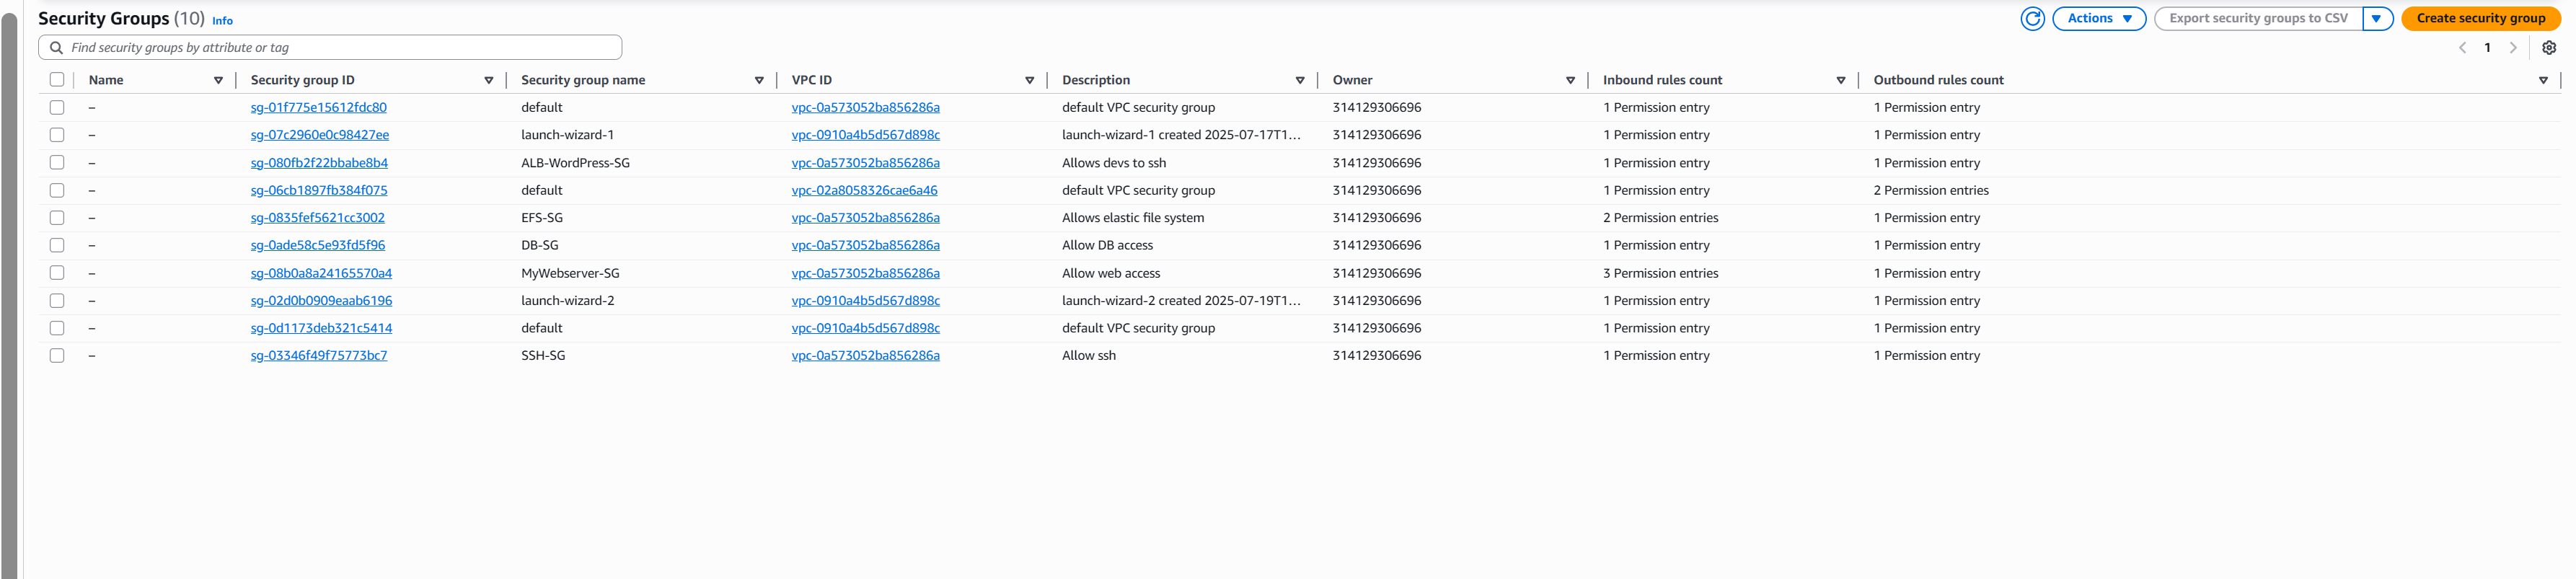 Security Groups (10) Info
Actions
Export security groups to CSV
Create security group
Find security groups by attribute or tag
1
Name Security group ID Security group name VPC ID Description Owner Inbound rules count Outbound rules count
– sg-01f775e15612fdc80 default vpc-0a573052ba856286a default VPC security group 314129306696 1 Permission entry 1 Permission entry
– sg-07c2960e0c98427ee launch-wizard-1 vpc-0910a4b5d567d898c launch-wizard-1 created 2025-07-17T1... 314129306696 1 Permission entry 1 Permission entry
– sg-080fb2f22bbabe8b4 ALB-WordPress-SG vpc-0a573052ba856286a Allows devs to ssh 314129306696 1 Permission entry 1 Permission entry
– sg-06cb1897fb384f075 default vpc-02a8058326cae6a46 default VPC security group 314129306696 1 Permission entry 2 Permission entries
– sg-0835fef5621cc3002 EFS-SG vpc-0a573052ba856286a Allows elastic file system 314129306696 2 Permission entries 1 Permission entry
– sg-0ade58c5e93fd5f96 DB-SG vpc-0a573052ba856286a Allow DB access 314129306696 1 Permission entry 1 Permission entry
– sg-08b0a8a24165570a4 MyWebserver-SG vpc-0a573052ba856286a Allow web access 314129306696 3 Permission entries 1 Permission entry
– sg-02d0b0909eaab6196 launch-wizard-2 vpc-0910a4b5d567d898c launch-wizard-2 created 2025-07-19T1... 314129306696 1 Permission entry 1 Permission entry
– sg-0d1173deb321c5414 default vpc-0910a4b5d567d898c default VPC security group 314129306696 1 Permission entry 1 Permission entry
– sg-03346f49f75773bc7 SSH-SG vpc-0a573052ba856286a Allow ssh 314129306696 1 Permission entry 1 Permission entry